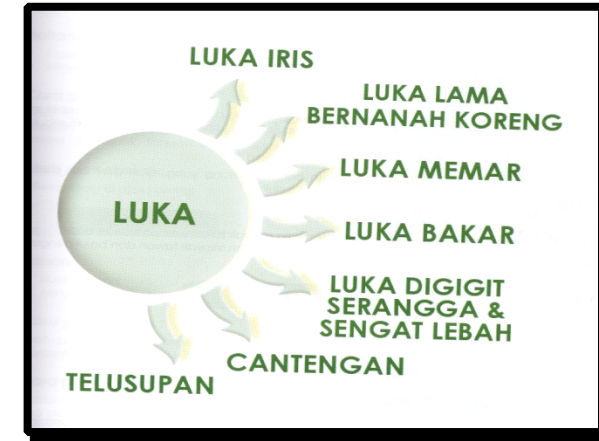 LUKA IRIS
LUKA LAMA
BERNANAH KORENG
LUKA MEMAR
LUKA
LUKA BAKAR
LUKA DIGIGIT
SERANGGA &
SENGAT LEBAH
CANTENGAN
TELUSUPAN